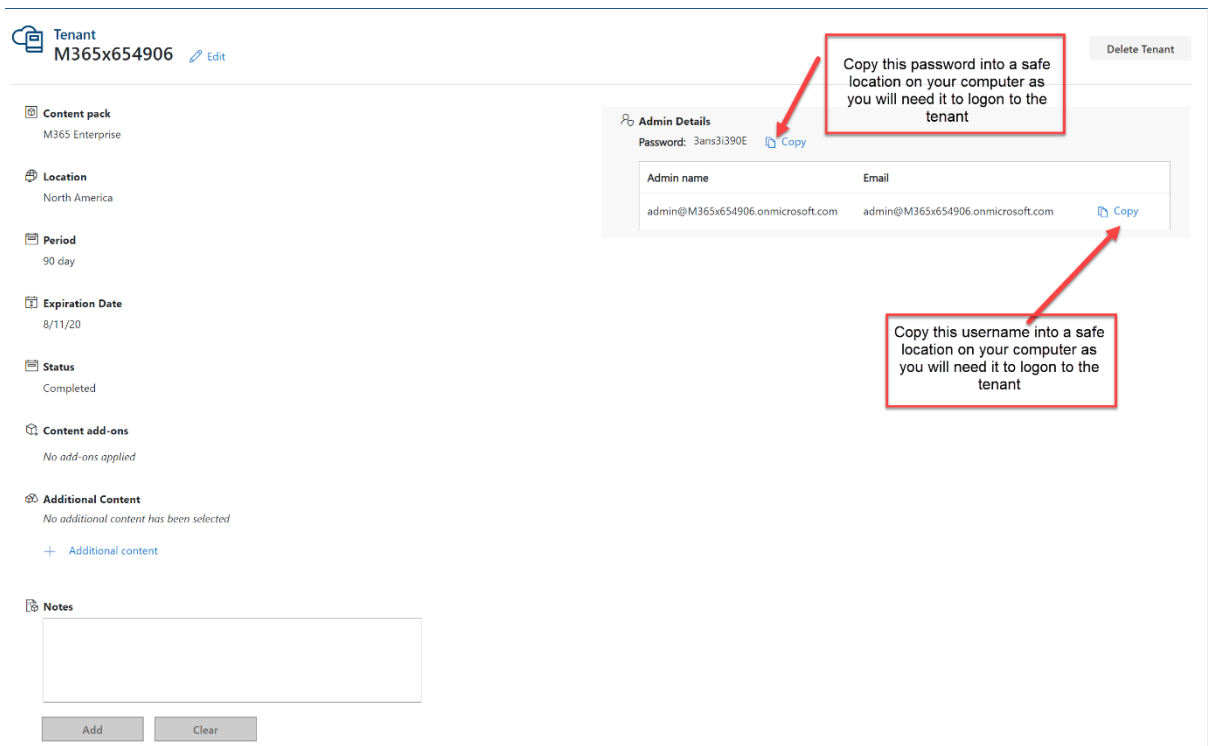 Tenant
M365x654906 Edit
Delete Tenant
Copy this password into a safe
location on your computer as
you will need it to logon to the
tenant
Content pack
M365 Enterprise
Location
North America
Period
90 day
Expiration Date
8/11/20
Status
Completed
Content add-ons
No add-ons applied
Additional Content
No additional content has been selected
+ Additional content
Notes
Add Clear
Admin Details
Password: 3ans3i390E Copy
Admin name Email
admin@M365x654906.onmicrosoft.com admin@M365x654906.onmicrosoft.com Copy
Copy this username into a safe
location on your computer as
you will need it to logon to the
tenant